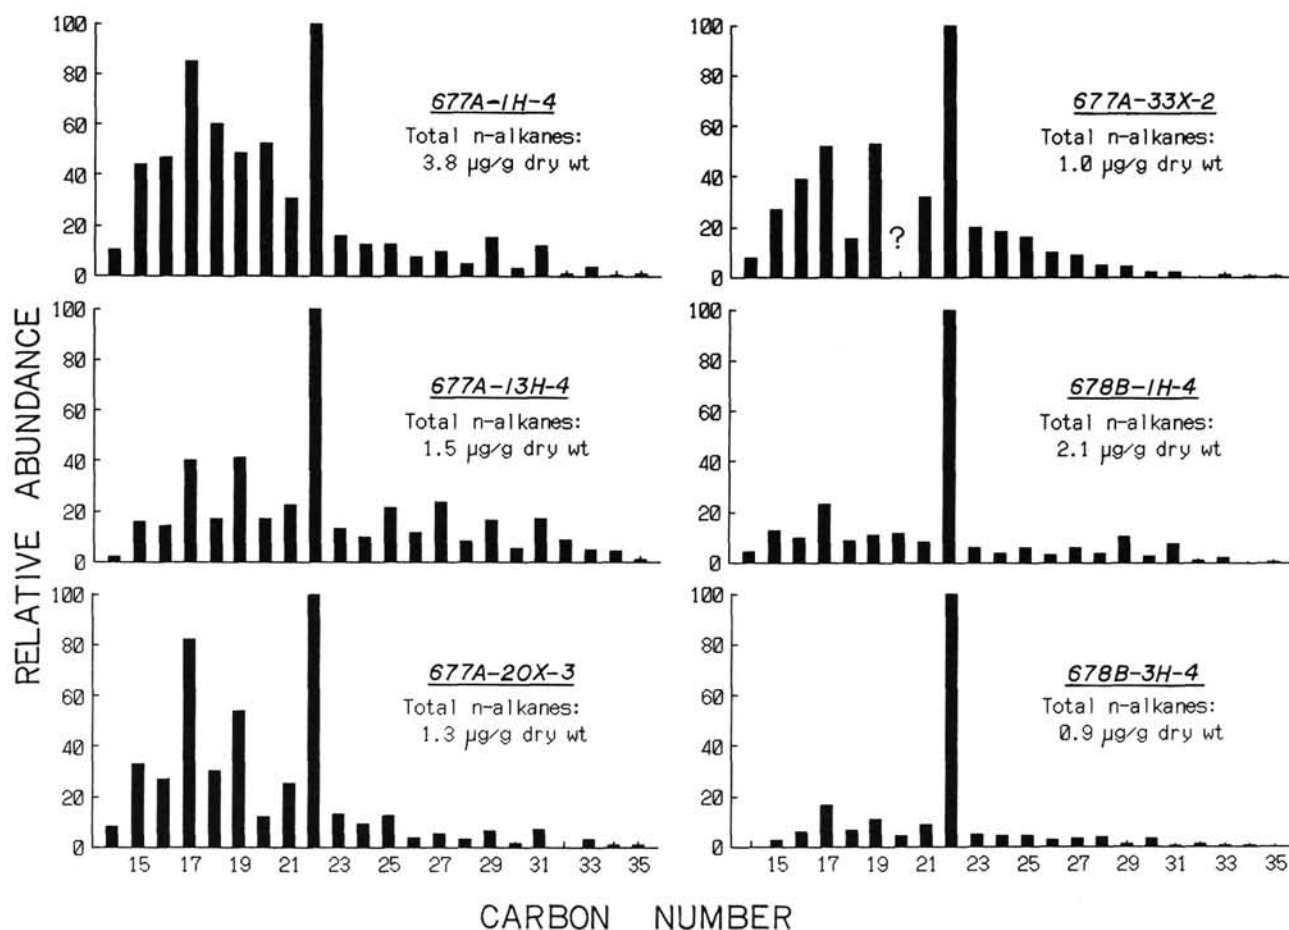 RELATIVE ABUNDANCE
100
80
60
40
20
0
677A-1H-4
Total n-alkanes:
3.8 µg/g dry wt
100
80
60
40
20
0
677A-33X-2
Total n-alkanes:
1.0 µg/g dry wt
?
100
80
60
40
20
0
677A-13H-4
Total n-alkanes:
1.5 µg/g dry wt
100
80
60
40
20
0
678B-1H-4
Total n-alkanes:
2.1 µg/g dry wt
100
80
60
40
20
0
677A-20X-3
Total n-alkanes:
1.3 µg/g dry wt
15 17 19 21 23 25 27 29 31 33 35
100
80
60
40
20
0
678B-3H-4
Total n-alkanes:
0.9 µg/g dry wt
15 17 19 21 23 25 27 29 31 33 35
CARBON NUMBER